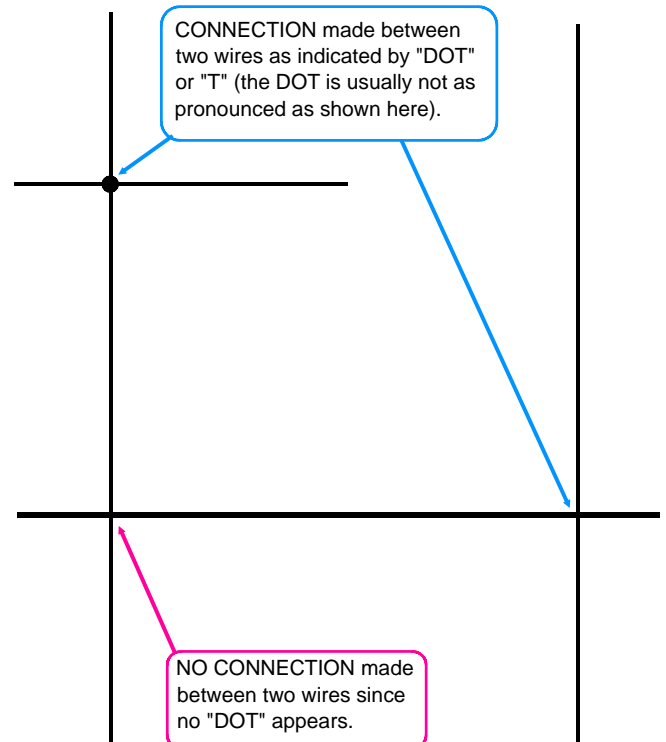 CONNECTION made between
two wires as indicated by "DOT"
or "T" (the DOT is usually not as
pronounced as shown here).
NO CONNECTION made
between two wires since
no "DOT" appears.